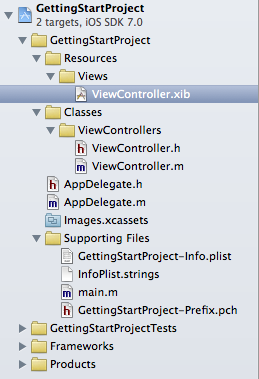 GettingStartProject
2 targets, iOS SDK 7.0
GettingStartProject
Resources
Views
ViewController.xib
Classes
ViewControllers
h ViewController.h
m ViewController.m
h AppDelegate.h
m AppDelegate.m
Images.xcassets
Supporting Files
GettingStartProject-Info.plist
InfoPlist.strings
m main.m
h GettingStartProject-Prefix.pch
GettingStartProjectTests
Frameworks
Products